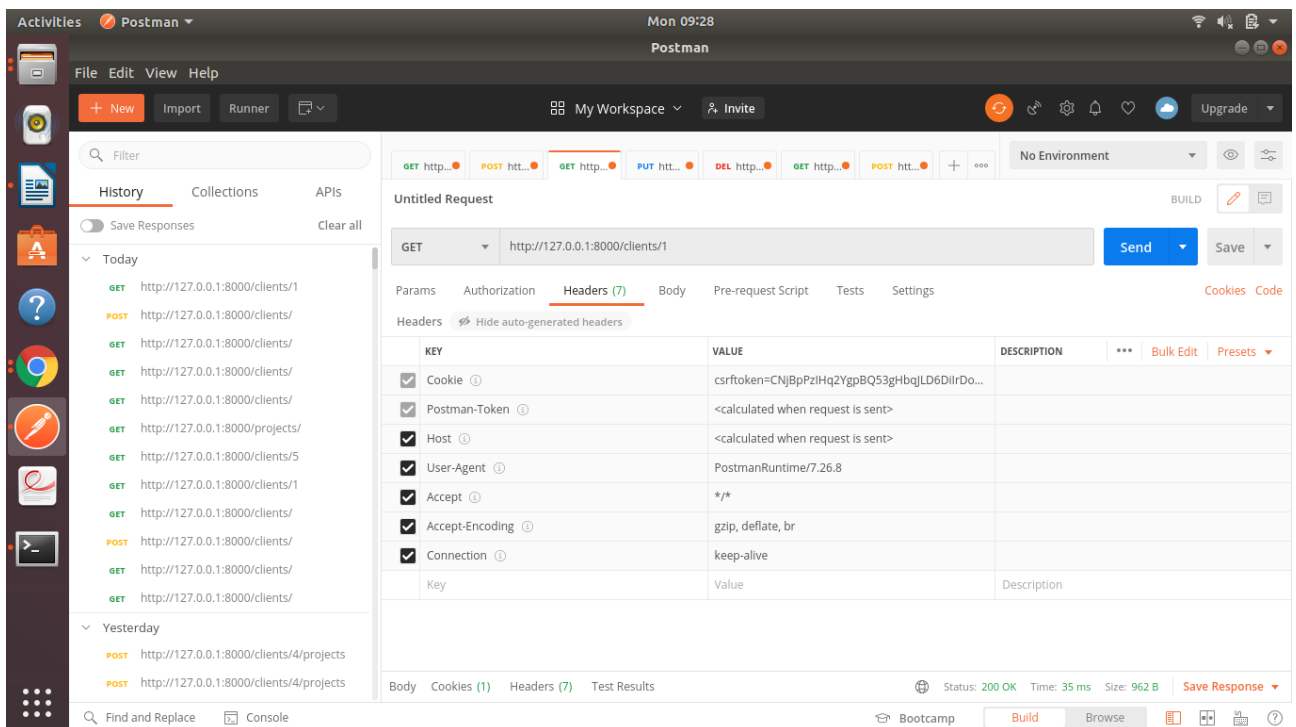 Activities Postman Mon 09:28
Postman
File Edit View Help
+ New Import Runner My Workspace Invite Upgrade
Filter
History Collections APIs
Save Responses Clear all
Today
GET http://127.0.0.1:8000/clients/1
POST http://127.0.0.1:8000/clients/
GET http://127.0.0.1:8000/clients/
GET http://127.0.0.1:8000/clients/
GET http://127.0.0.1:8000/clients/
GET http://127.0.0.1:8000/projects/
GET http://127.0.0.1:8000/clients/5
GET http://127.0.0.1:8000/clients/1
GET http://127.0.0.1:8000/clients/
POST http://127.0.0.1:8000/clients/
GET http://127.0.0.1:8000/clients/
GET http://127.0.0.1:8000/clients/
Yesterday
POST http://127.0.0.1:8000/clients/4/projects
POST http://127.0.0.1:8000/clients/4/projects
GET http... POST htt... GET http... PUT htt... DEL http... GET http... POST htt... No Environment
Untitled Request BUILD
GET http://127.0.0.1:8000/clients/1 Send Save
Params Authorization Headers (7) Body Pre-request Script Tests Settings Cookies Code
Headers Hide auto-generated headers
KEY VALUE DESCRIPTION Bulk Edit Presets
Cookie
Postman-Token <calculated when request is sent>
Host <calculated when request is sent>
User-Agent PostmanRuntime/7.26.8
Accept */*
Accept-Encoding gzip, deflate, br
Connection keep-alive
Key Value Description
Body Cookies (1) Headers (7) Test Results Status: 200 OK Time: 35 ms Size: 962 B Save Response
Find and Replace Console Bootcamp Build Browse